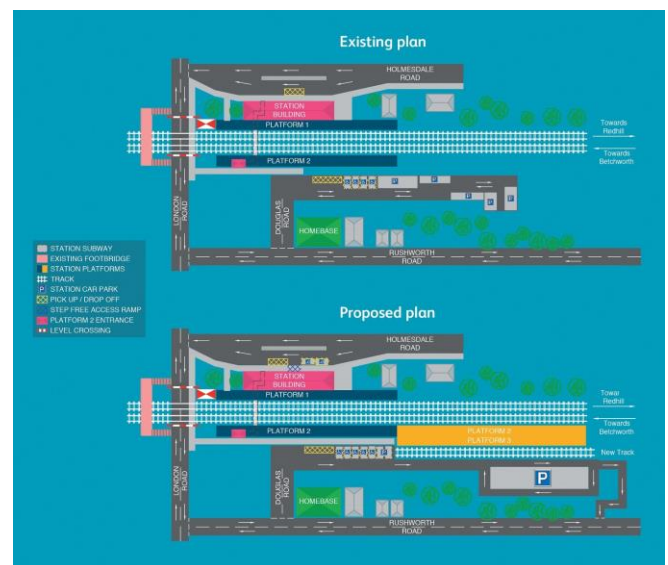 Existing plan
HOLMESDALE
ROAD
STATION
BUILDING
PLATFORM 1
Towards
Redhill
PLATFORM 2
Towards
Betchworth
LONDON
ROAD
DOUGLAS
ROAD
P
P
P
P
P
HOMEBASE
RUSHWORTH
ROAD
STATION SUBWAY
EXISTING FOOTBRIDGE
STATION PLATFORMS
TRACK
P STATION CAR PARK
PICK UP / DROP OFF
STEP FREE ACCESS RAMP
PLATFORM 2 ENTRANCE
LEVEL CROSSING
Proposed plan
HOLMESDALE
ROAD
STATION
BUILDING
PLATFORM 1
Towar
Redhill
PLATFORM 2
PLATFORM 2
PLATFORM 3
Towards
Betchworth
New Track
LONDON
ROAD
DOUGLAS
ROAD
P
HOMEBASE
RUSHWORTH
ROAD